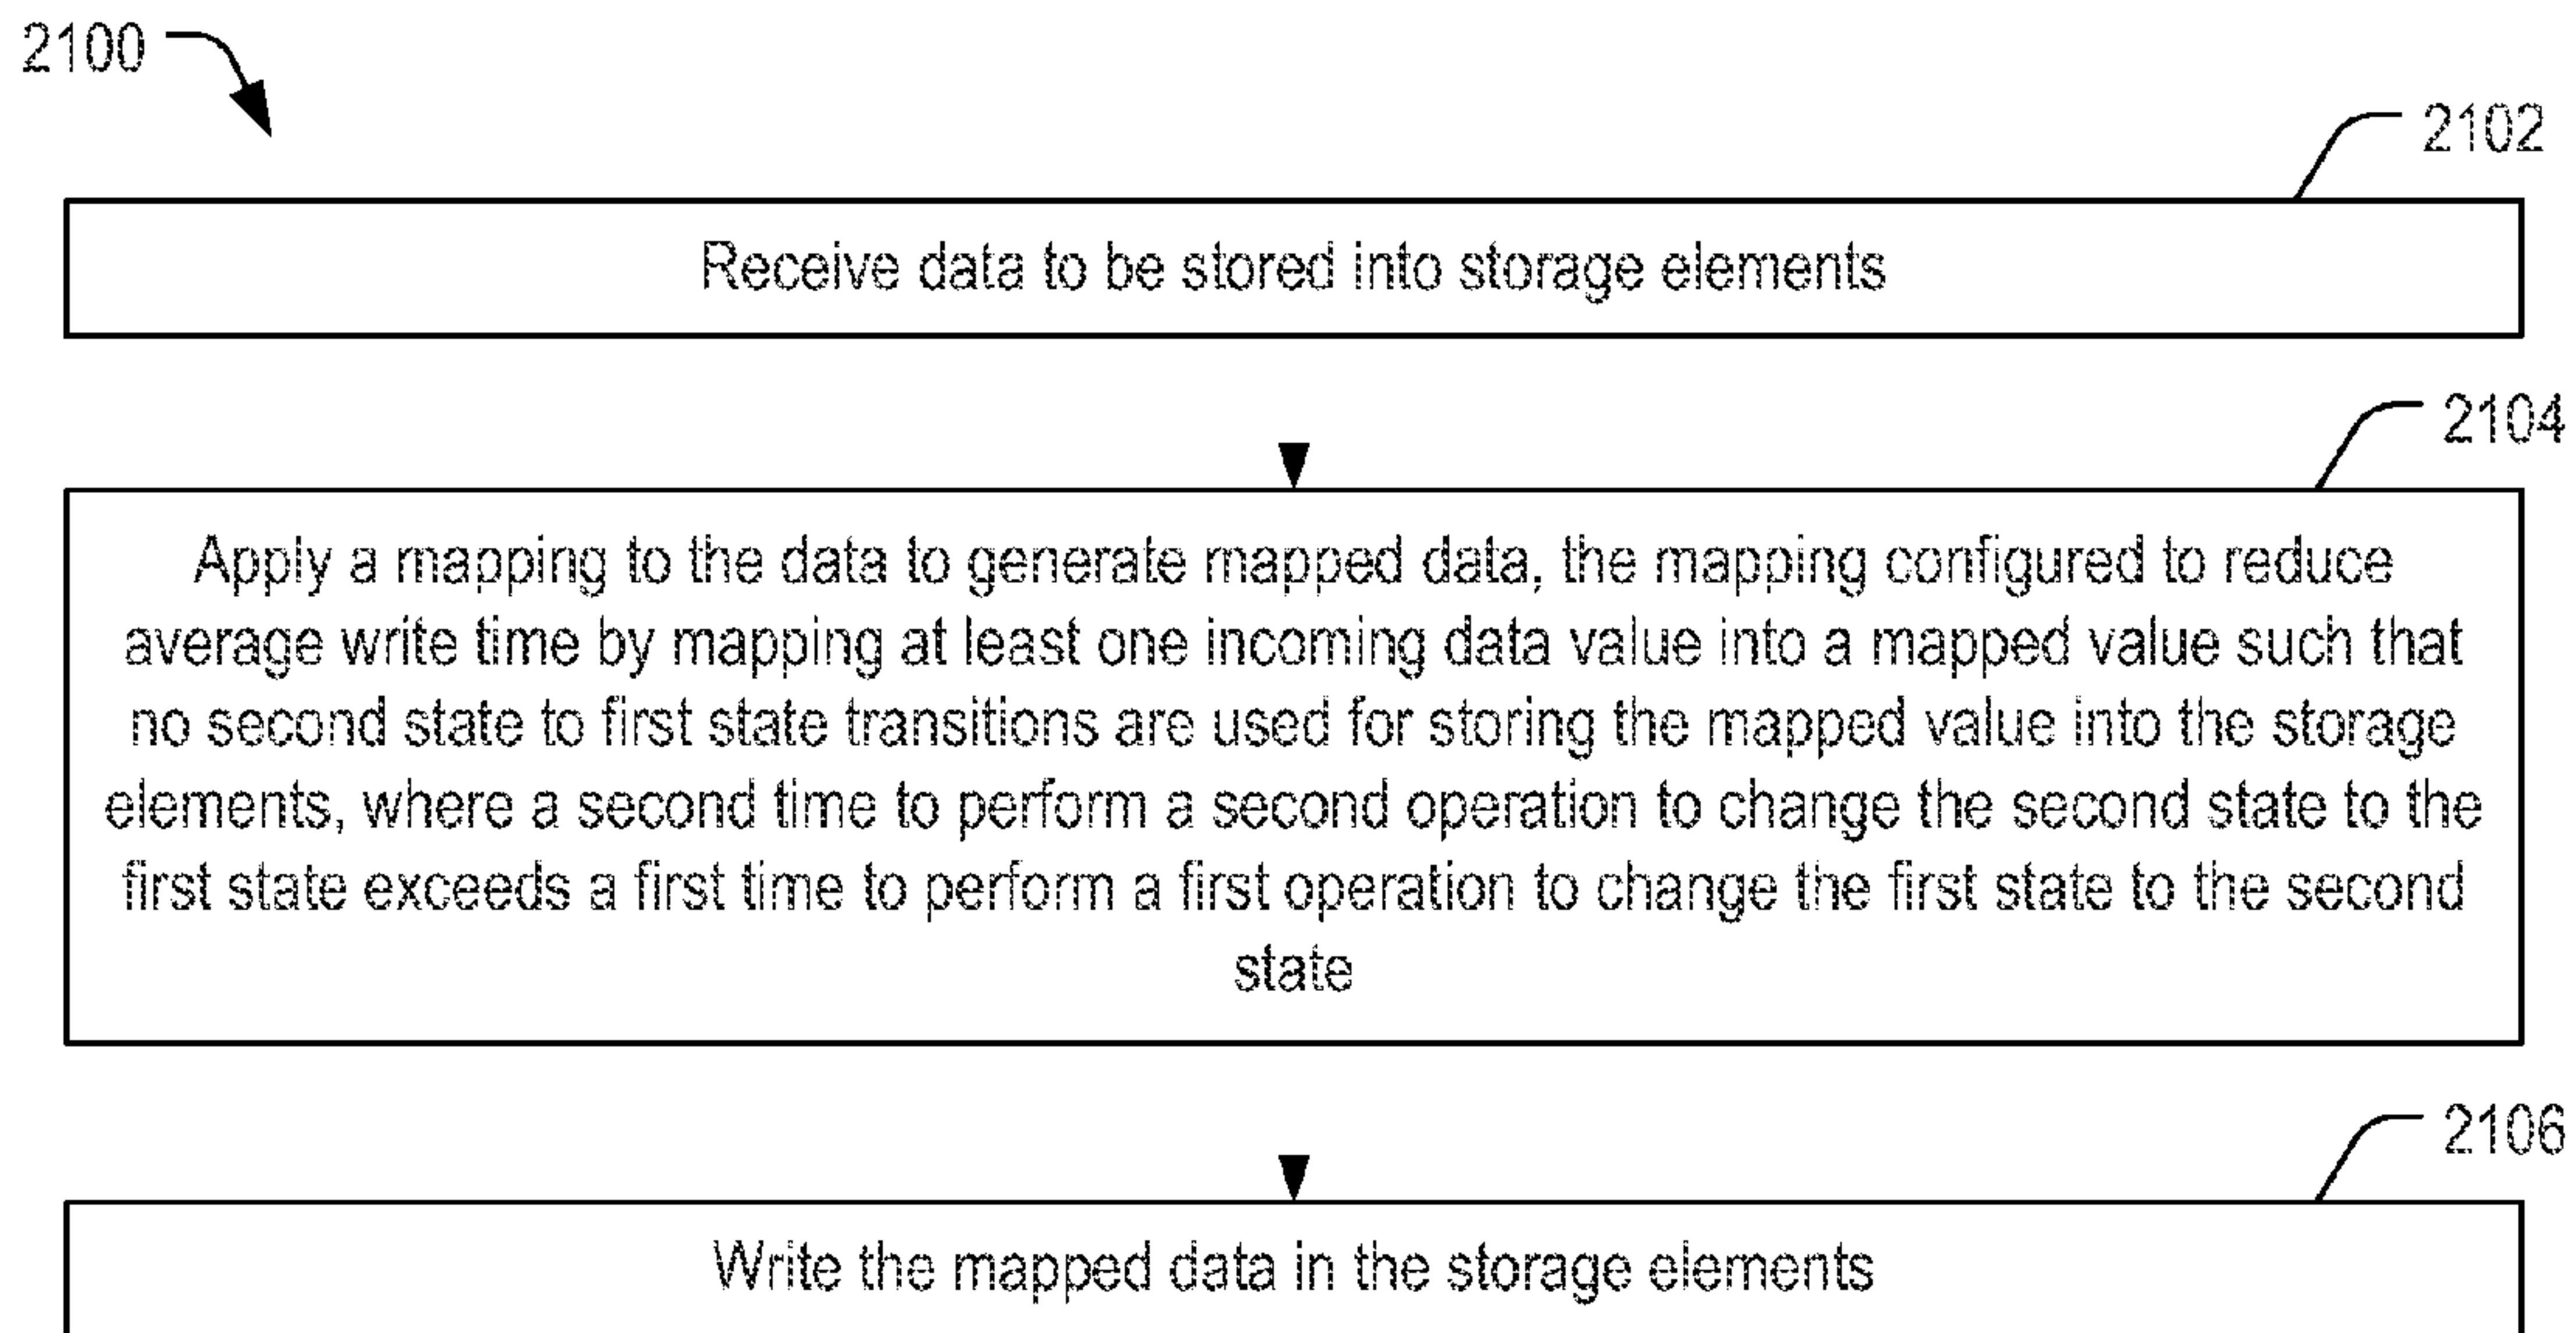 2100
2102
Receive data to be stored into storage elements
2104
Apply a mapping to the data to generate mapped data, the mapping configured to reduce
average write time by mapping at least one incoming data value into a mapped value such that
no second state to first state transitions are used for storing the mapped value into the storage
elements, where a second time to perform a second operation to change the second state to the
first state exceeds a first time to perform a first operation to change the first state to the second
state
2106
Write the mapped data in the storage elements